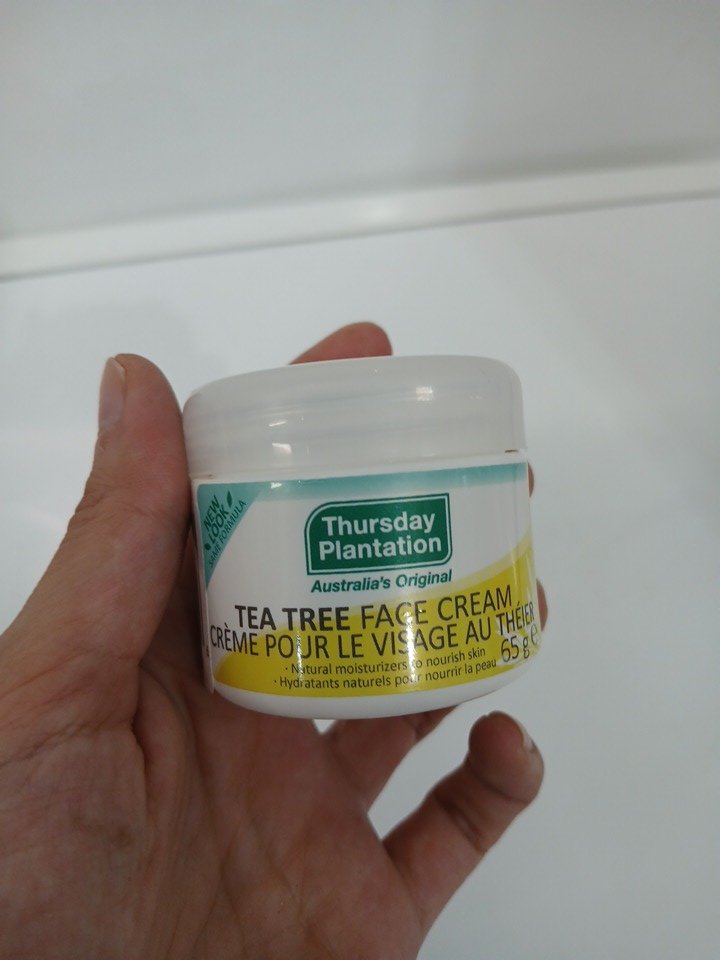 NEW
LOOK
SAME FORMULA
Thursday
Plantation
Australia's Original
TEA TREE FACE CREAM
CRÈME POUR LE VISAGE AU THÉIER
· Natural moisturizers to nourish skin
· Hydratants naturels pour nourrir la peau
65 g e